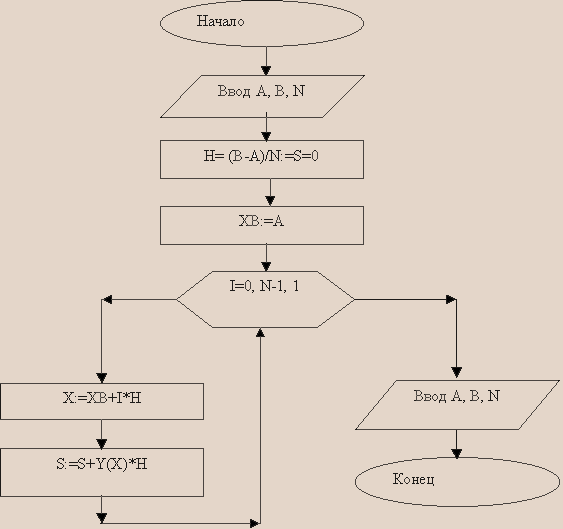 Начало
Ввод A, B, N
H= (B-A)/N:=S=0
XB:=A
I=0, N-1, 1
X:=XB+I*H
S:=S+Y(X)*H
Ввод A, B, N
Конец